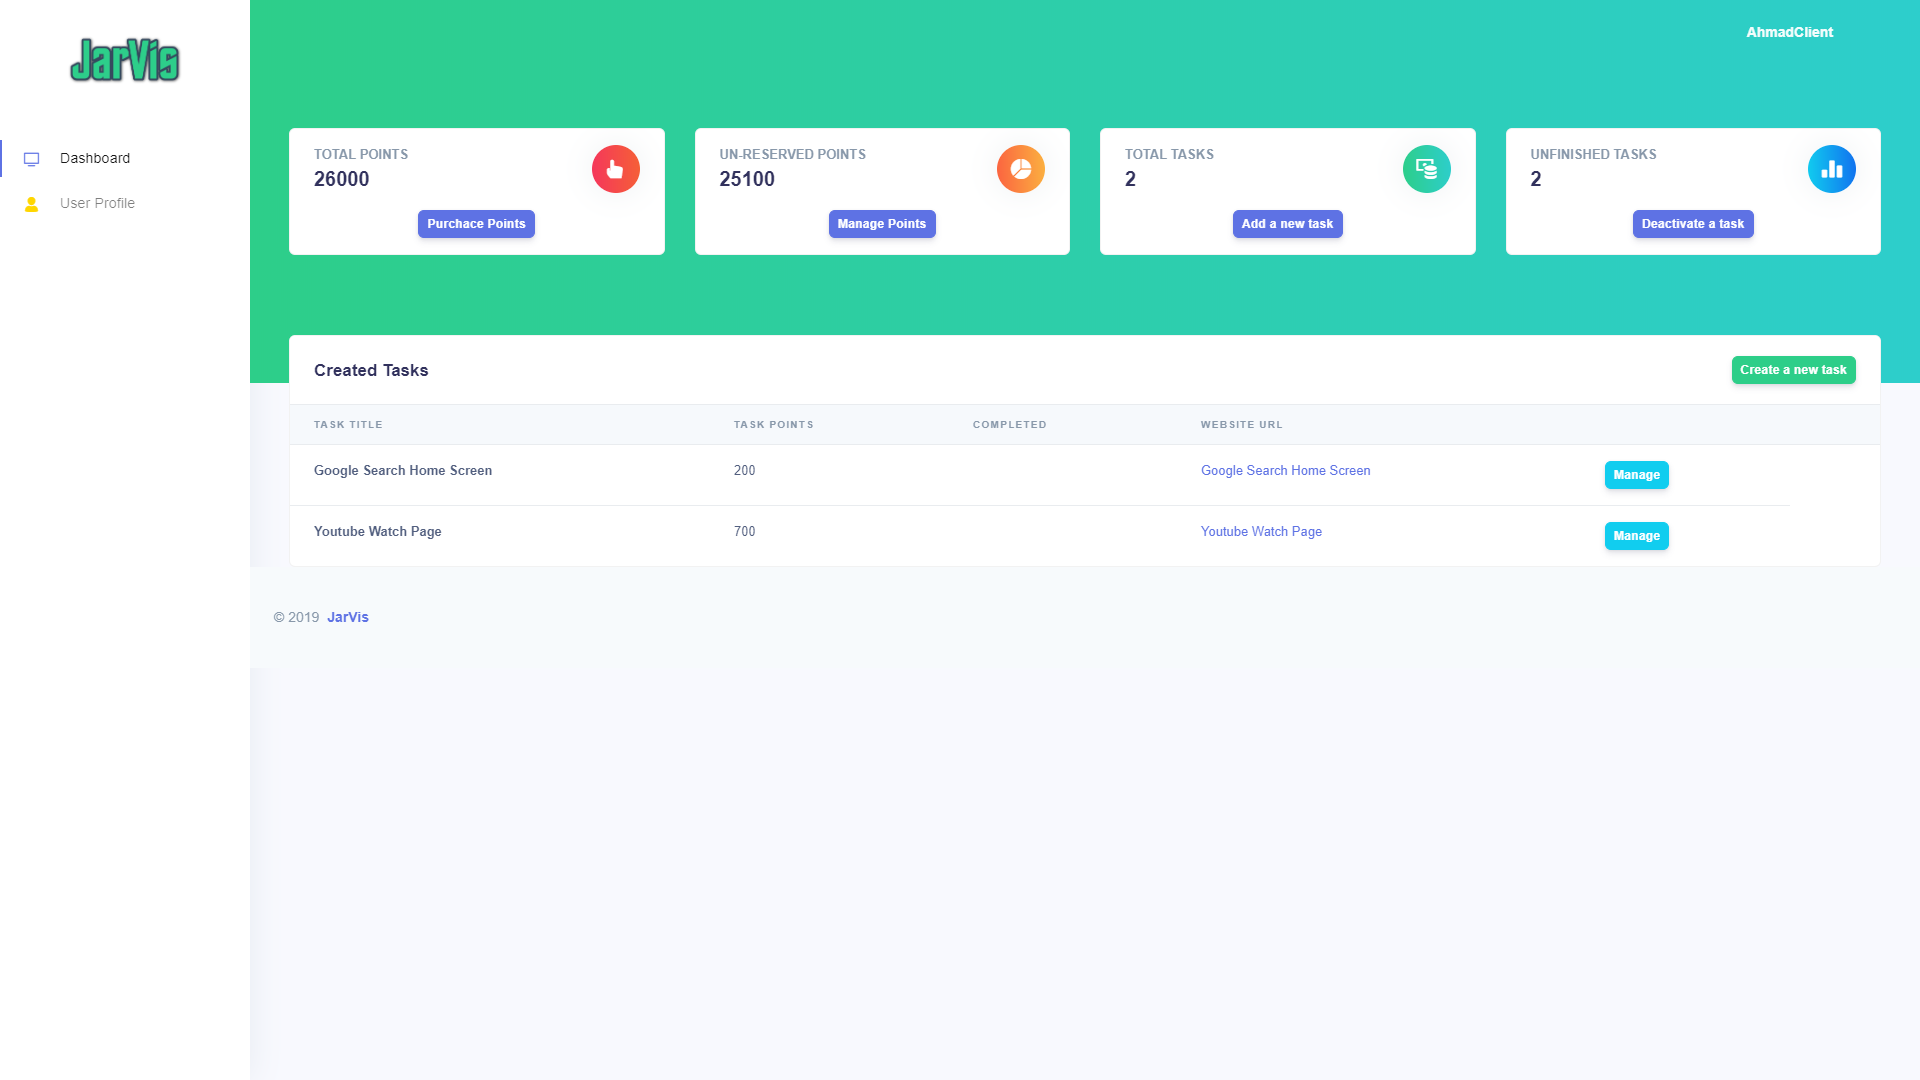 JarVis
AhmadClient
Dashboard
User Profile
TOTAL POINTS
26000
Purchace Points
UN-RESERVED POINTS
25100
Manage Points
TOTAL TASKS
2
Add a new task
UNFINISHED TASKS
2
Deactivate a task
Created Tasks
Create a new task
TASK TITLE TASK POINTS COMPLETED WEBSITE URL
Google Search Home Screen 200 Google Search Home Screen Manage
Youtube Watch Page 700 Youtube Watch Page Manage
© 2019 JarVis